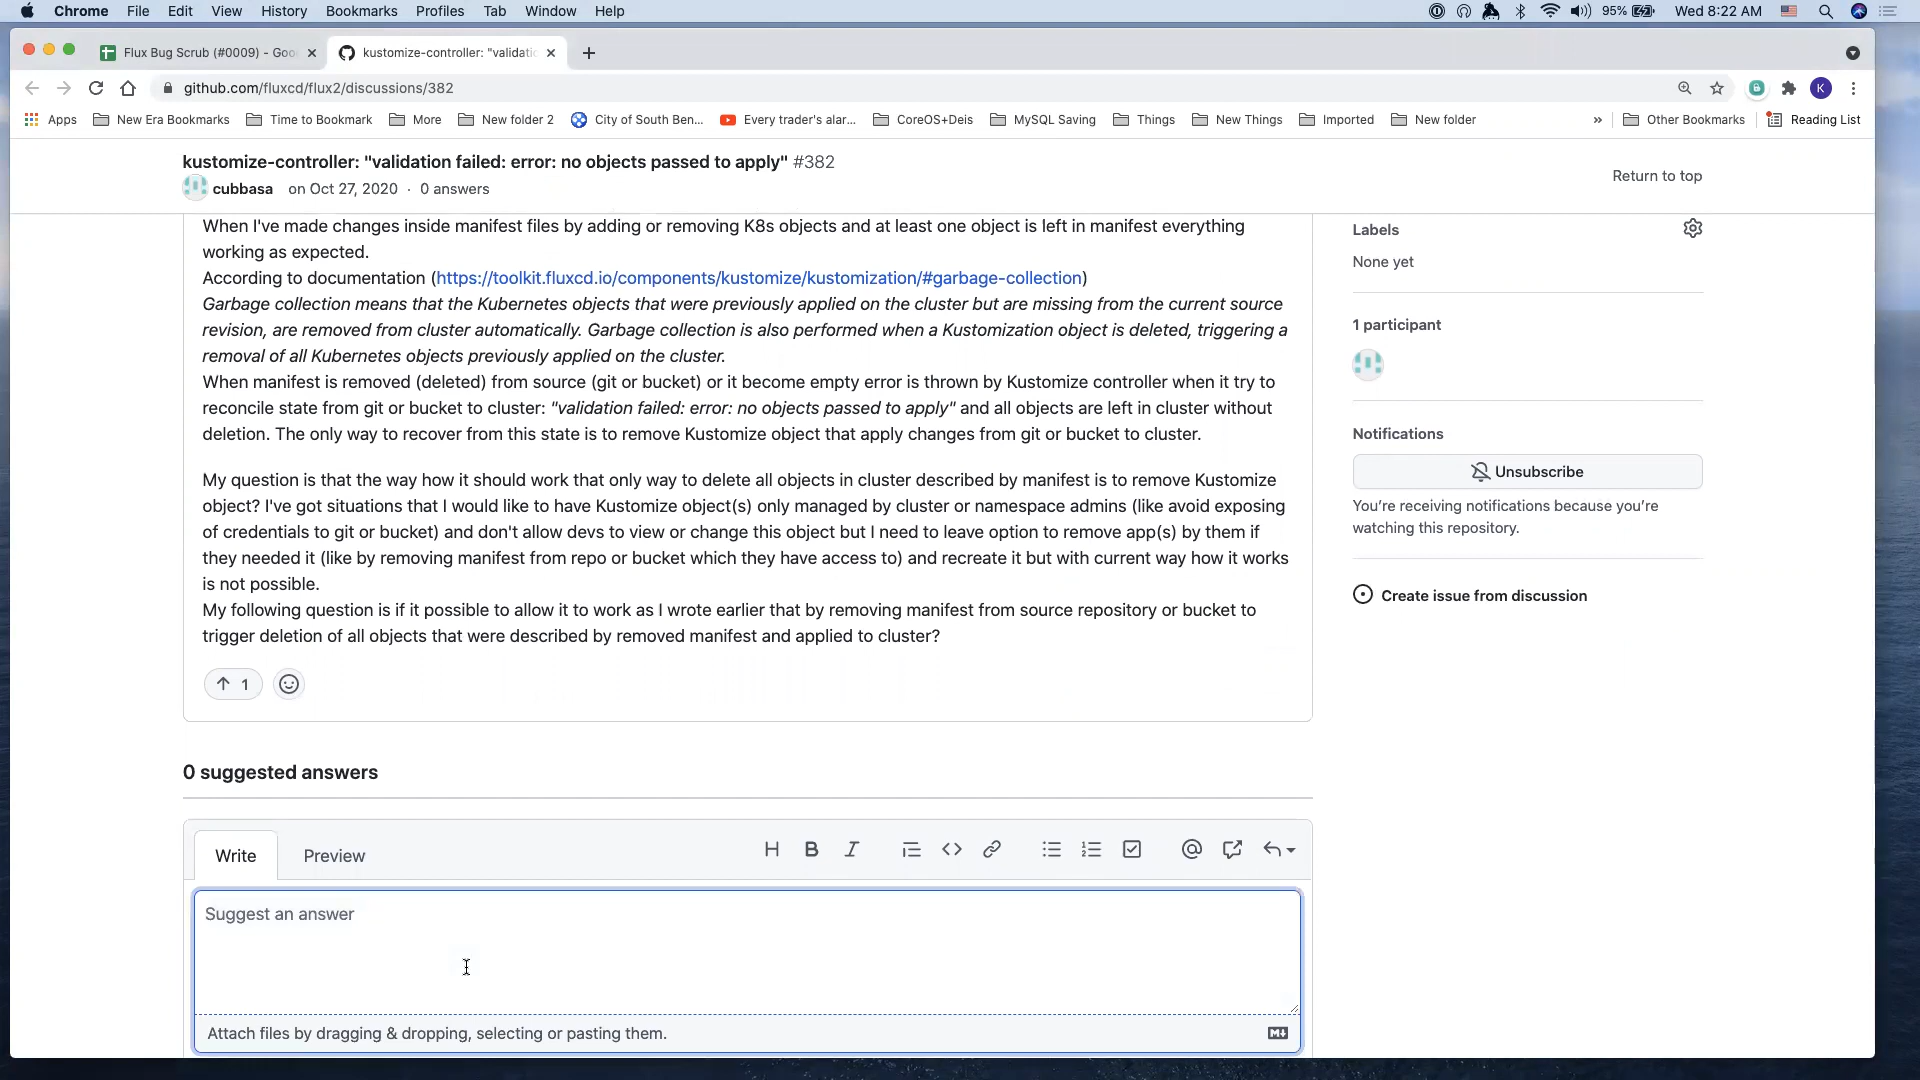 Chrome File Edit View History Bookmarks Profiles Tab Window Help 95% Wed 8:22 AM
Flux Bug Scrub (#0009) - Goo
kustomize-controller: "validatio
github.com/fluxcd/flux2/discussions/382 K
Apps New Era Bookmarks Time to Bookmark More New folder 2 City of South Ben... Every trader's alar... CoreOS+Deis MySQL Saving Things New Things Imported New folder » Other Bookmarks Reading List
kustomize-controller: "validation failed: error: no objects passed to apply" #382
cubbasa on Oct 27, 2020 · 0 answers
Return to top
When I've made changes inside manifest files by adding or removing K8s objects and at least one object is left in manifest everything
working as expected.
According to documentation (https://toolkit.fluxcd.io/components/kustomize/kustomization/#garbage-collection)
Garbage collection means that the Kubernetes objects that were previously applied on the cluster but are missing from the current source
revision, are removed from cluster automatically. Garbage collection is also performed when a Kustomization object is deleted, triggering a
removal of all Kubernetes objects previously applied on the cluster.
When manifest is removed (deleted) from source (git or bucket) or it become empty error is thrown by Kustomize controller when it try to
reconcile state from git or bucket to cluster: "validation failed: error: no objects passed to apply" and all objects are left in cluster without
deletion. The only way to recover from this state is to remove Kustomize object that apply changes from git or bucket to cluster.
My question is that the way how it should work that only way to delete all objects in cluster described by manifest is to remove Kustomize
object? I've got situations that I would like to have Kustomize object(s) only managed by cluster or namespace admins (like avoid exposing
of credentials to git or bucket) and don't allow devs to view or change this object but I need to leave option to remove app(s) by them if
they needed it (like by removing manifest from repo or bucket which they have access to) and recreate it but with current way how it works
is not possible.
My following question is if it possible to allow it to work as I wrote earlier that by removing manifest from source repository or bucket to
trigger deletion of all objects that were described by removed manifest and applied to cluster?
1
Labels
None yet
1 participant
Notifications
Unsubscribe
You're receiving notifications because you're
watching this repository.
Create issue from discussion
0 suggested answers
Write Preview H B I
Suggest an answer
Attach files by dragging & dropping, selecting or pasting them.